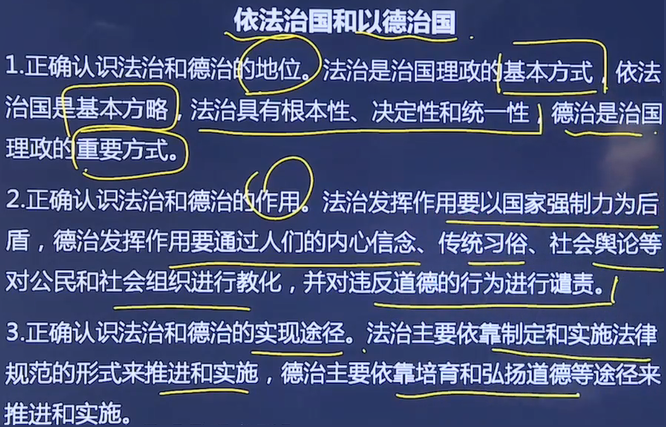 依法治国和以德治国
1.正确认识法治和德治的地位。法治是治国理政的基本方式，依法
治国是基本方略，法治具有根本性、决定性和统一性，德治是治国
理政的重要方式。
2.正确认识法治和德治的作用。法治发挥作用要以国家强制力为后
盾，德治发挥作用要通过人们的内心信念、传统习俗、社会舆论等
对公民和社会组织进行教化，并对违反道德的行为进行谴责。
3.正确认识法治和德治的实现途径。法治主要依靠制定和实施法律
规范的形式来推进和实施，德治主要依靠培育和弘扬道德等途径来
推进和实施。